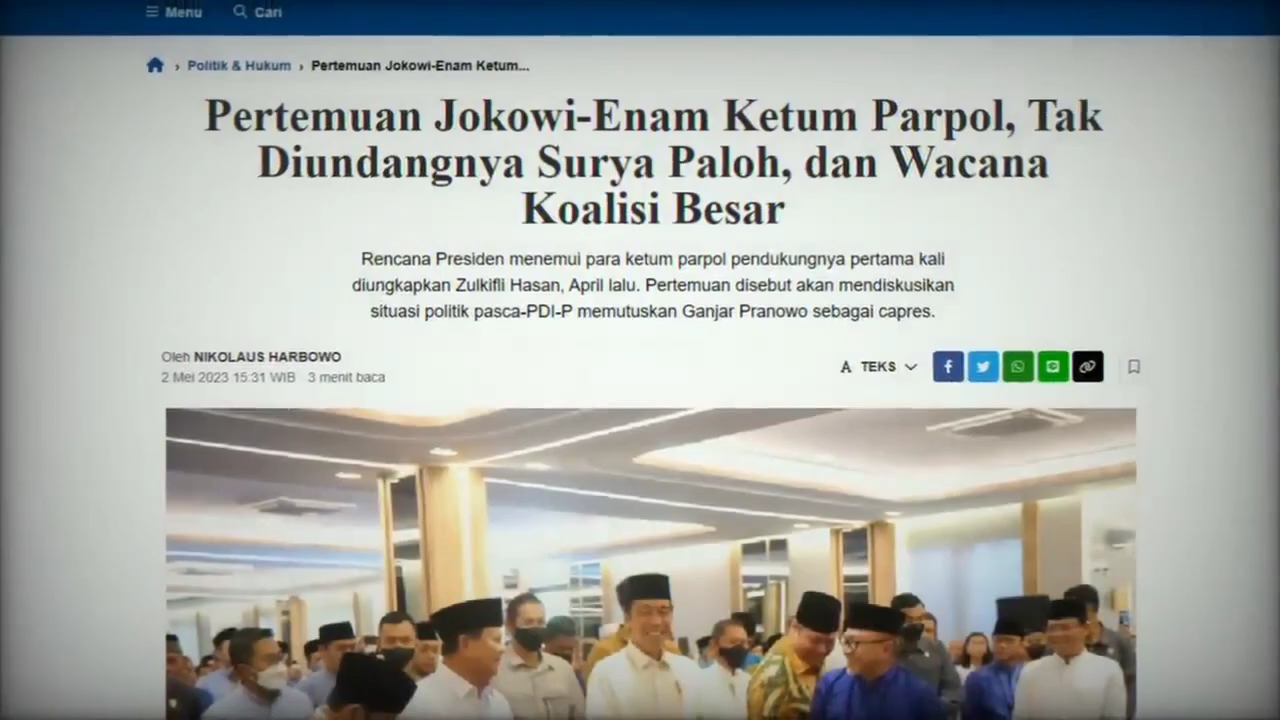 Menu Cari
Politik & Hukum Pertemuan Jokowi-Enam Ketum...
Pertemuan Jokowi-Enam Ketum Parpol, Tak
Diundangnya Surya Paloh, dan Wacana
Koalisi Besar
Rencana Presiden menemui para ketum parpol pendukungnya pertama kali
diungkapkan Zulkifli Hasan, April lalu. Pertemuan disebut akan mendiskusikan
situasi politik pasca-PDI-P memutuskan Ganjar Pranowo sebagai capres.
Oleh NIKOLAUS HARBOWO
2 Mei 2023 15:31 WIB 3 menit baca
A TEKS